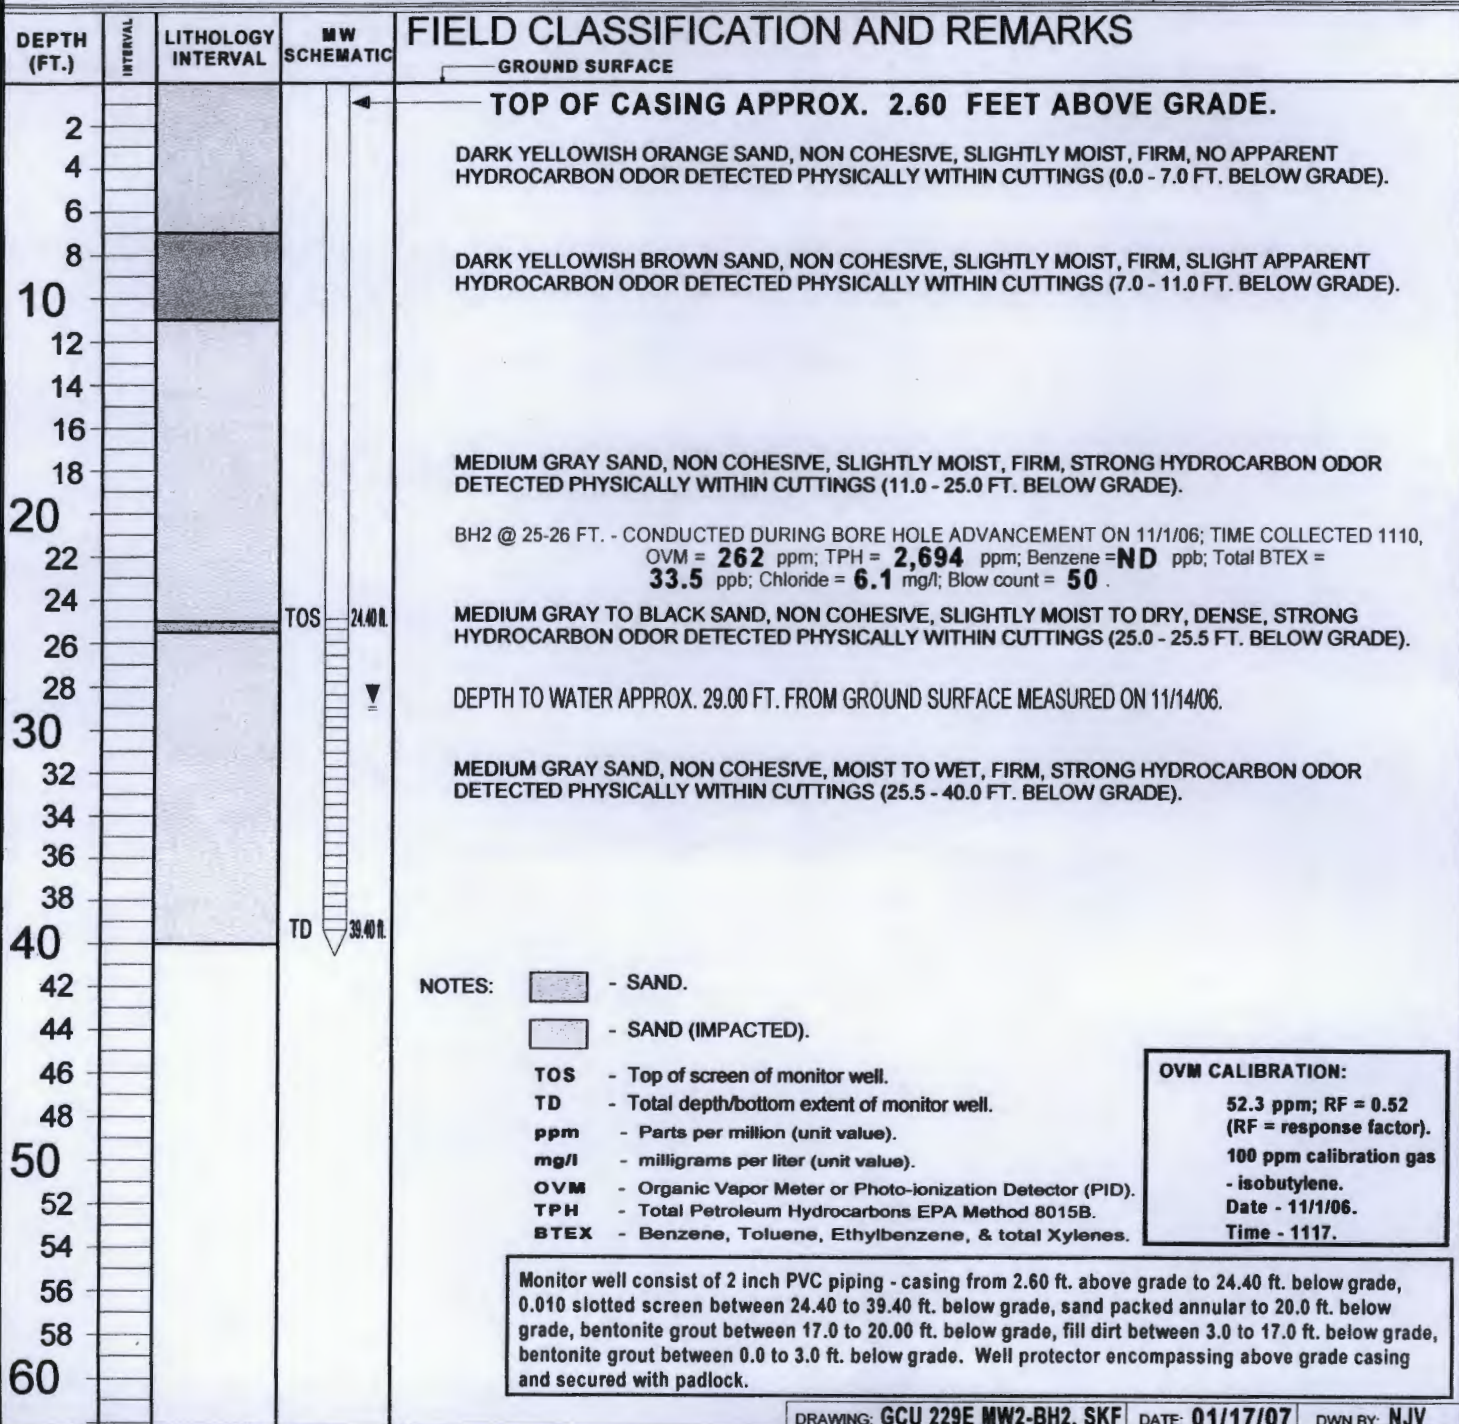 DEPTH (FT.)
INTERVAL
LITHOLOGY INTERVAL
MW SCHEMATIC
FIELD CLASSIFICATION AND REMARKS
GROUND SURFACE
TOP OF CASING APPROX. 2.60 FEET ABOVE GRADE.
2
DARK YELLOWISH ORANGE SAND, NON COHESIVE, SLIGHTLY MOIST, FIRM, NO APPARENT
4
HYDROCARBON ODOR DETECTED PHYSICALLY WITHIN CUTTINGS (0.0 - 7.0 FT. BELOW GRADE).
6
8
DARK YELLOWISH BROWN SAND, NON COHESIVE, SLIGHTLY MOIST, FIRM, SLIGHT APPARENT
HYDROCARBON ODOR DETECTED PHYSICALLY WITHIN CUTTINGS (7.0 - 11.0 FT. BELOW GRADE).
10
12
14
16
MEDIUM GRAY SAND, NON COHESIVE, SLIGHTLY MOIST, FIRM, STRONG HYDROCARBON ODOR
18
DETECTED PHYSICALLY WITHIN CUTTINGS (11.0 - 25.0 FT. BELOW GRADE).
20
BH2 @ 25-26 FT. - CONDUCTED DURING BORE HOLE ADVANCEMENT ON 11/1/06; TIME COLLECTED 1110,
22
OVM = 262 ppm; TPH = 2,694 ppm; Benzene =ND ppb; Total BTEX =
33.5 ppb; Chloride = 6.1 mg/l; Blow count = 50 .
24
TOS 24.40 ft.
MEDIUM GRAY TO BLACK SAND, NON COHESIVE, SLIGHTLY MOIST TO DRY, DENSE, STRONG
HYDROCARBON ODOR DETECTED PHYSICALLY WITHIN CUTTINGS (25.0 - 25.5 FT. BELOW GRADE).
26
28
DEPTH TO WATER APPROX. 29.00 FT. FROM GROUND SURFACE MEASURED ON 11/14/06.
30
32
MEDIUM GRAY SAND, NON COHESIVE, MOIST TO WET, FIRM, STRONG HYDROCARBON ODOR
DETECTED PHYSICALLY WITHIN CUTTINGS (25.5 - 40.0 FT. BELOW GRADE).
34
36
38
TD 39.40 ft.
40
42
44
46
48
50
52
54
56
58
60
NOTES:
- SAND.
- SAND (IMPACTED).
TOS - Top of screen of monitor well.
TD - Total depth/bottom extent of monitor well.
ppm - Parts per million (unit value).
mg/l - milligrams per liter (unit value).
OVM - Organic Vapor Meter or Photo-ionization Detector (PID).
TPH - Total Petroleum Hydrocarbons EPA Method 8015B.
BTEX - Benzene, Toluene, Ethylbenzene, & total Xylenes.
OVM CALIBRATION:
52.3 ppm; RF = 0.52
(RF = response factor).
100 ppm calibration gas
- isobutylene.
Date - 11/1/06.
Time - 1117.
Monitor well consist of 2 inch PVC piping - casing from 2.60 ft. above grade to 24.40 ft. below grade,
0.010 slotted screen between 24.40 to 39.40 ft. below grade, sand packed annular to 20.0 ft. below
grade, bentonite grout between 17.0 to 20.00 ft. below grade, fill dirt between 3.0 to 17.0 ft. below grade,
bentonite grout between 0.0 to 3.0 ft. below grade. Well protector encompassing above grade casing
and secured with padlock.
DRAWING: GCU 229E MW2-BH2. SKF DATE: 01/17/07 DWN BY: NJV